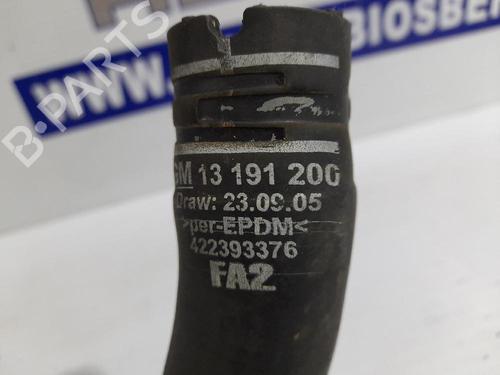 B-PARTS
WWW.
BIOSBE
GM 13 191 200
Draw: 23.09.05
>per-EPDM<
422393376
FA2